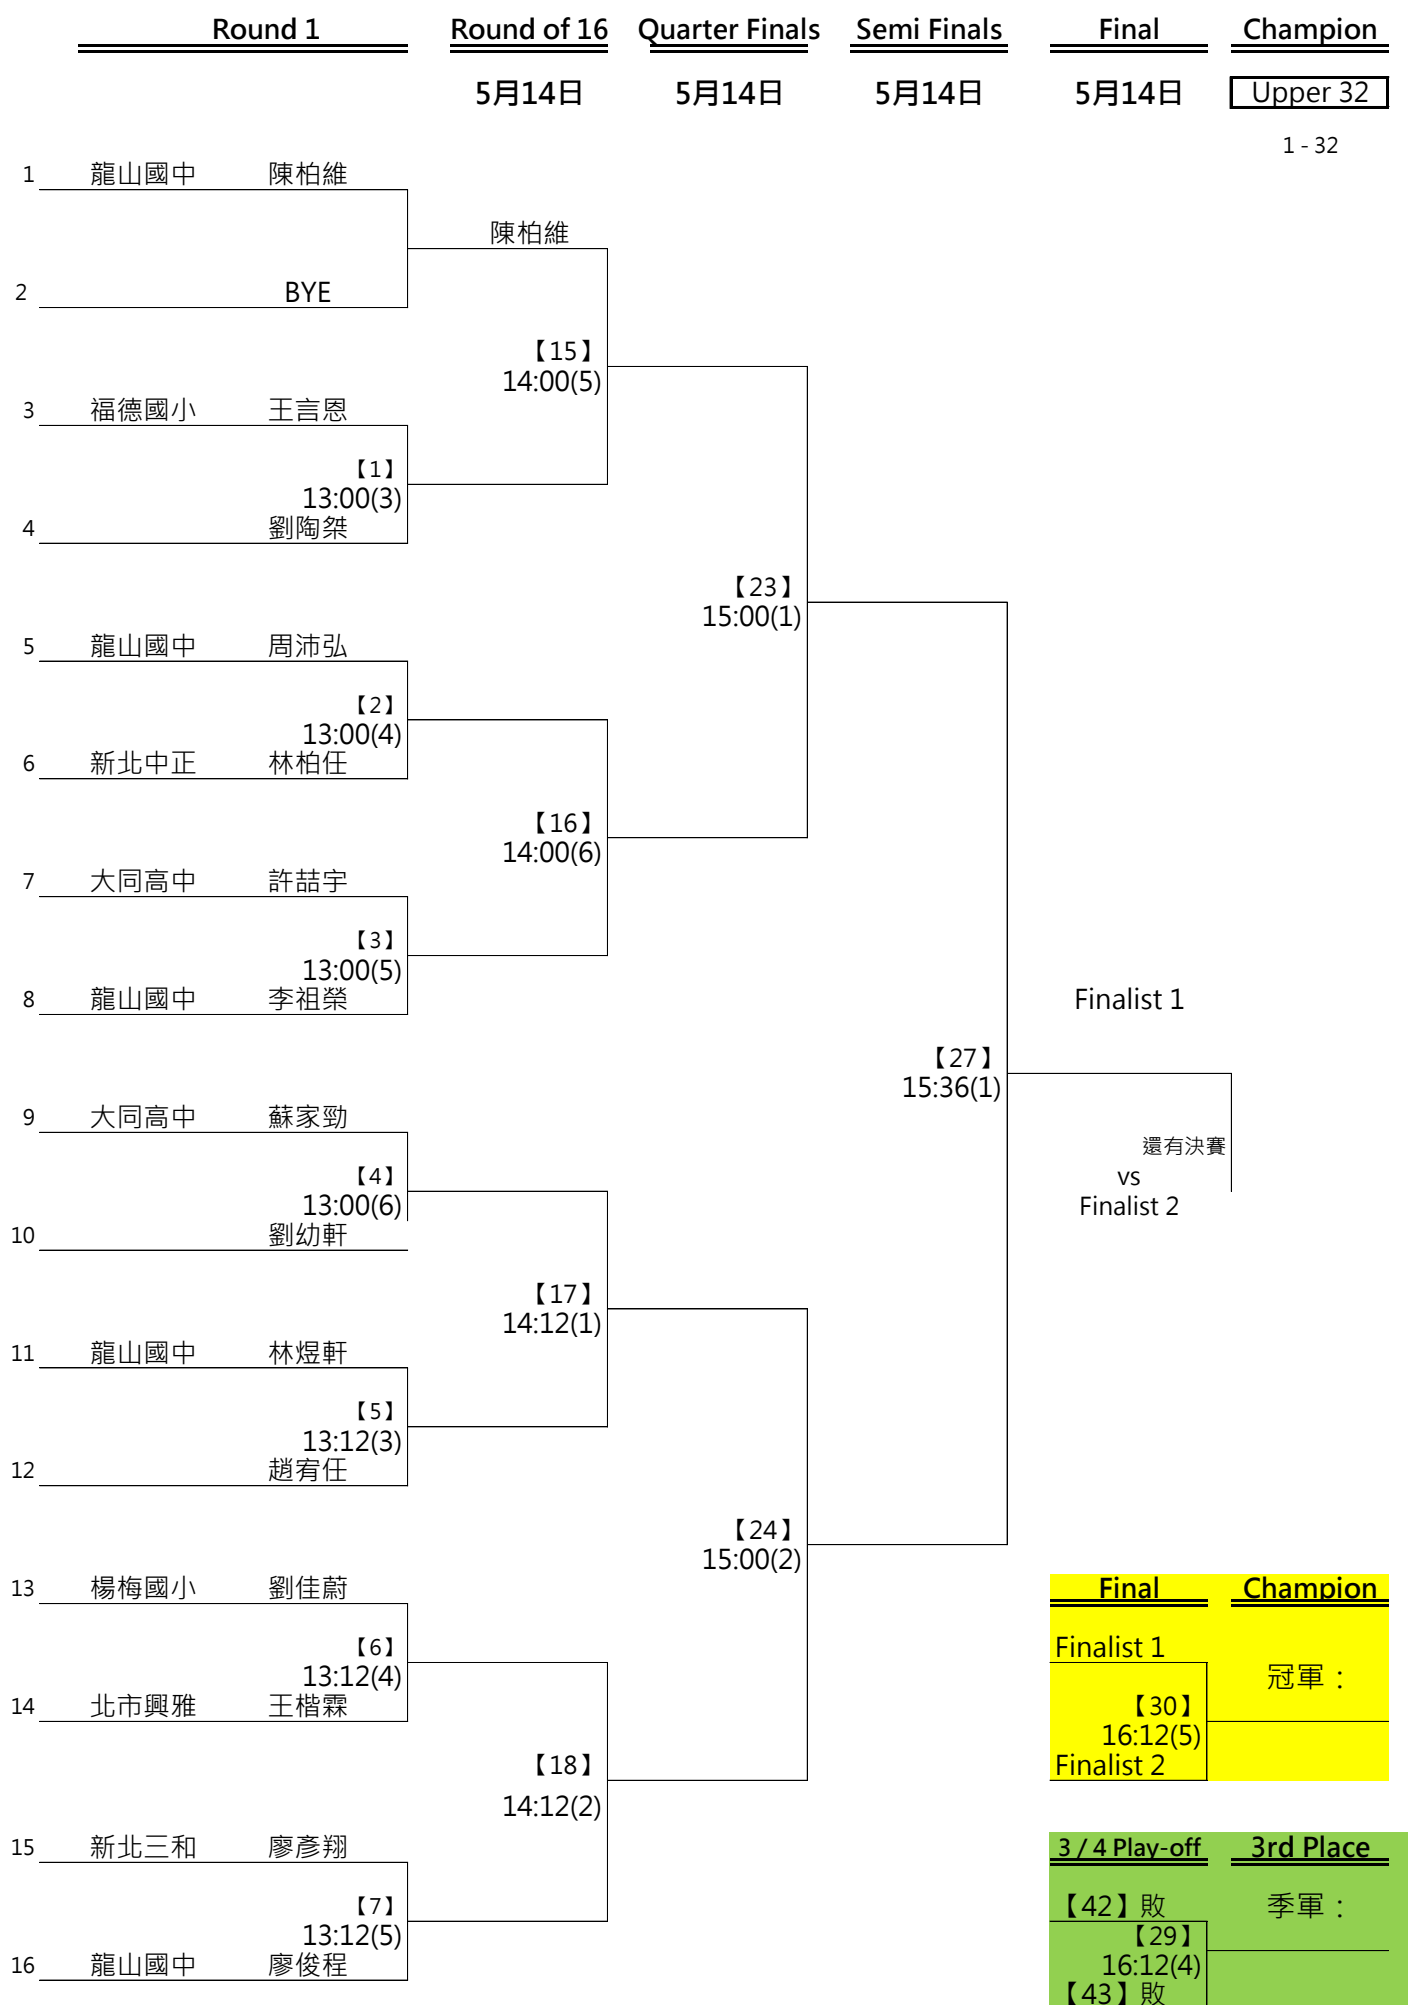 Round 1 Round of 16 Quarter Finals Semi Finals Final Champion
5月14日 5月14日 5月14日 5月14日 Upper 32
1 - 32
1 龍山國中 陳柏維
陳柏維
2 BYE
【15】
14:00(5)
3 福德國小 王言恩
【1】
13:00(3)
4 劉陶桀
【23】
15:00(1)
5 龍山國中 周沛弘
【2】
13:00(4)
6 新北中正 林柏任
【16】
14:00(6)
7 大同高中 許喆宇
【3】
13:00(5)
8 龍山國中 李祖榮
Finalist 1
【27】
15:36(1)
9 大同高中 蘇家勁
還有決賽
【4】
vs
13:00(6)
Finalist 2
10 劉幼軒
【17】
14:12(1)
11 龍山國中 林煜軒
【5】
13:12(3)
12 趙宥任
【24】
15:00(2)
13 楊梅國小 劉佳蔚
Final Champion
【6】
Finalist 1
13:12(4)
冠軍：
14 北市興雅 王楷霖
【30】
16:12(5)
【18】
Finalist 2
14:12(2)
15 新北三和 廖彥翔
3 / 4 Play-off 3rd Place
【7】
【42】敗 季軍：
13:12(5)
【29】
16 龍山國中 廖俊程
16:12(4)
【43】敗